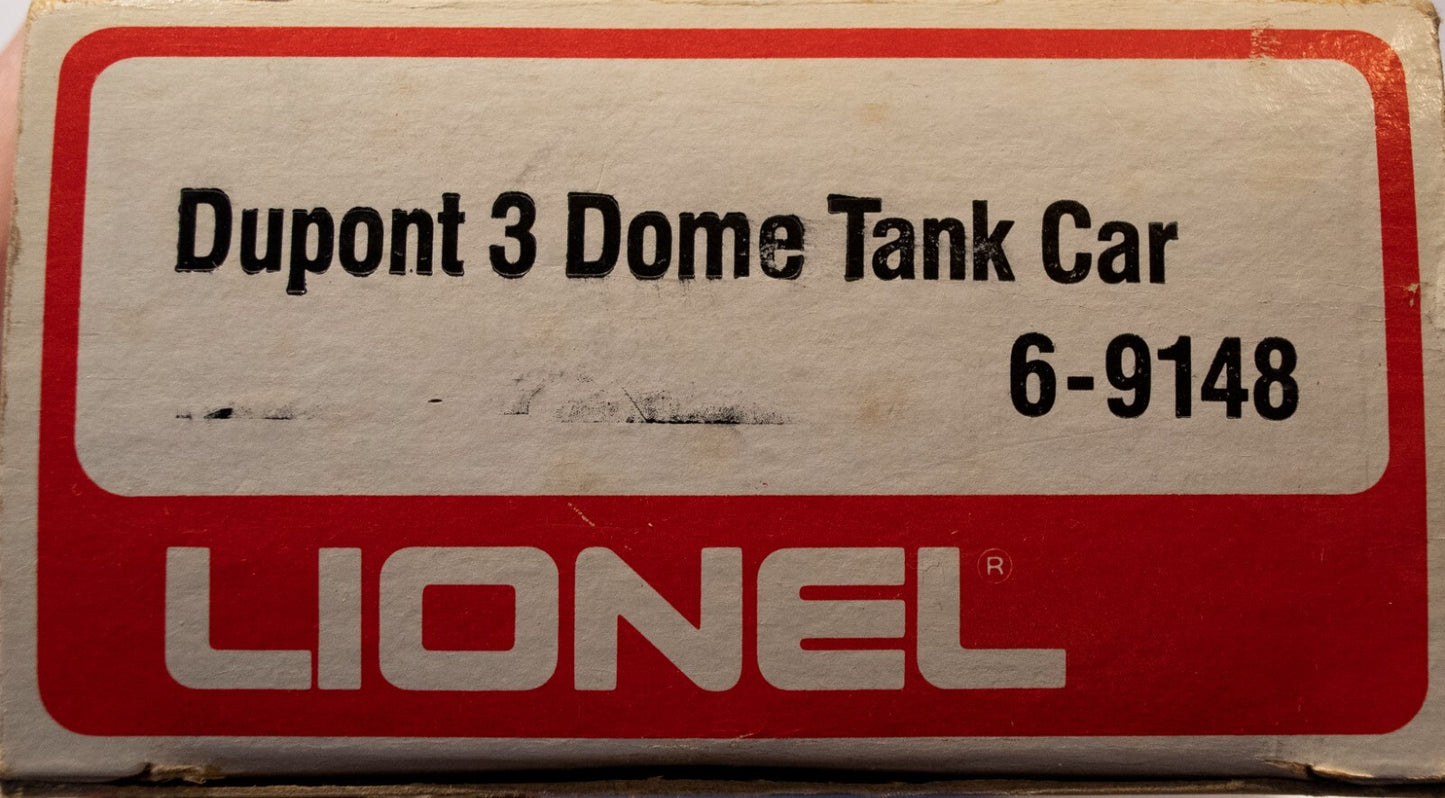 Dupont 3 Dome Tank Car
6-9148
LIONEL®